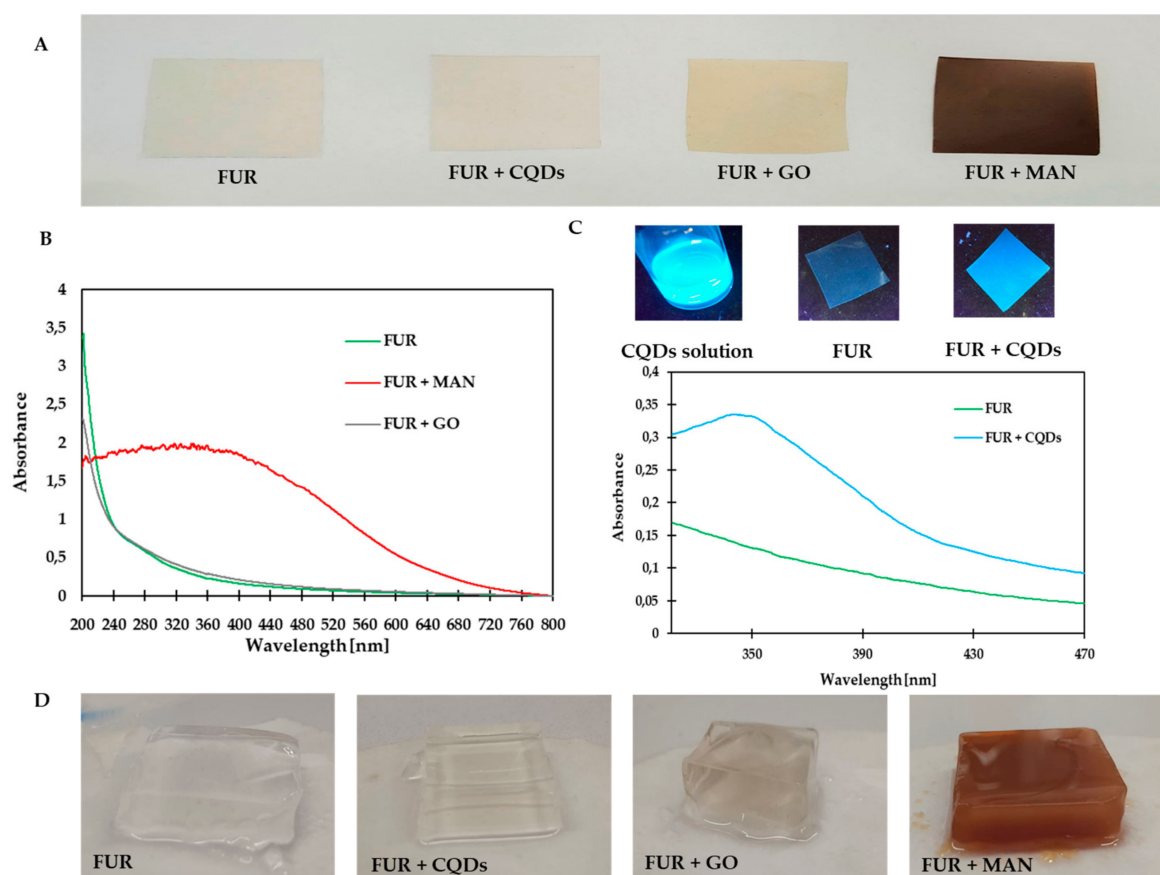 A
FUR
FUR + CQDs
FUR + GO
FUR + MAN
B
Absorbance
4
3,5
3
2,5
2
1,5
1
0,5
0
FUR
FUR + MAN
FUR + GO
200 240 280 320 360 400 440 480 520 560 600 640 680 720 760 800
Wavelength [nm]
C
CQDs solution
FUR
FUR + CQDs
Absorbance
0,4
0,35
0,3
0,25
0,2
0,15
0,1
0,05
0
FUR
FUR + CQDs
350 390 430 470
Wavelength [nm]
D
FUR
FUR + CQDs
FUR + GO
FUR + MAN